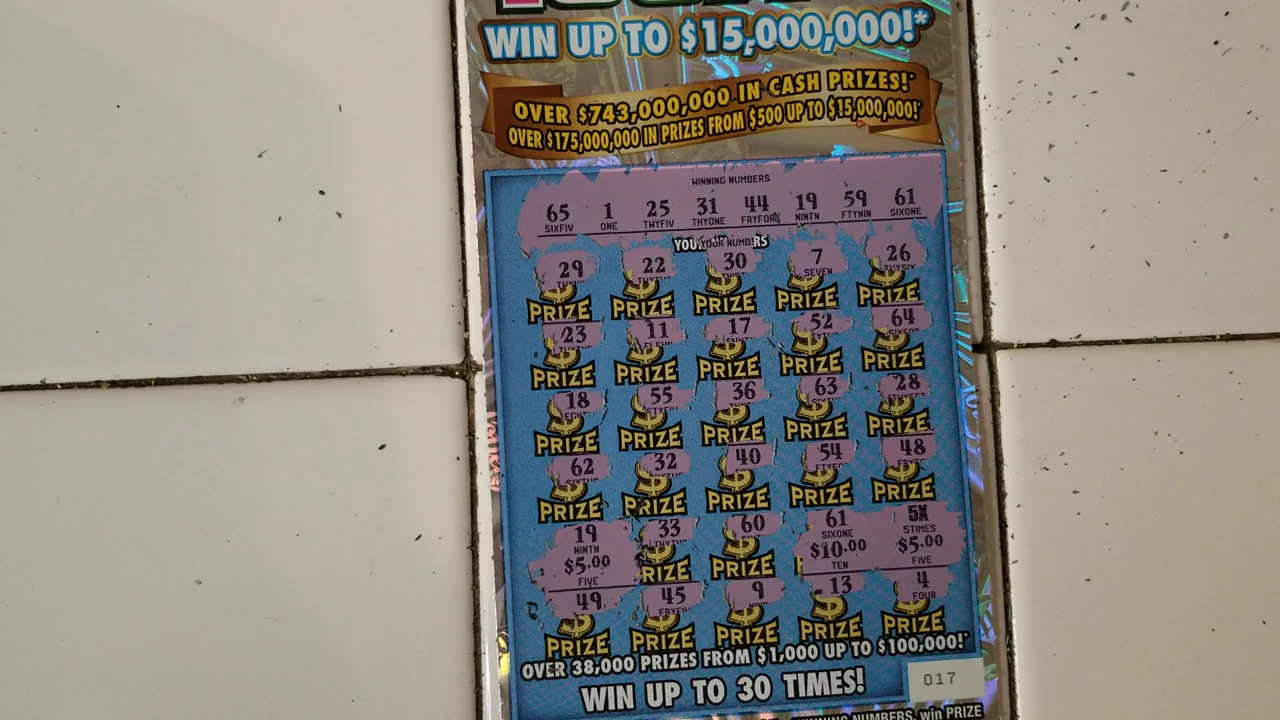 WIN UP TO $15,000,000!*
OVER $743,000,000 IN CASH PRIZES!*
OVER $175,000,000 IN PRIZES FROM $500 UP TO $15,000,000!*
WINNING NUMBERS
65 1 25 31 44 19 59 61
SIXFIV ONE THYFIV THYONE FRYFOR NINTN FTYNIN SIXONE
YOUR NUMBERS
29 22 30 7 26
SEVEN TWYSIX
PRIZE PRIZE PRIZE PRIZE PRIZE
23 11 17 52 64
PRIZE PRIZE PRIZE PRIZE PRIZE
18 55 36 63 28
PRIZE PRIZE PRIZE PRIZE PRIZE
62 32 40 54 48
PRIZE PRIZE PRIZE PRIZE PRIZE
19 33 60 61 5X
NINTN SIXONE 5TIMES
$5.00 PRIZE PRIZE $10.00 $5.00
FIVE TEN FIVE
49 45 9 13 4
FOUR
PRIZE PRIZE PRIZE PRIZE PRIZE
OVER 38,000 PRIZES FROM $1,000 UP TO $100,000!*
WIN UP TO 30 TIMES!
017
WINNING NUMBERS, win PRIZE